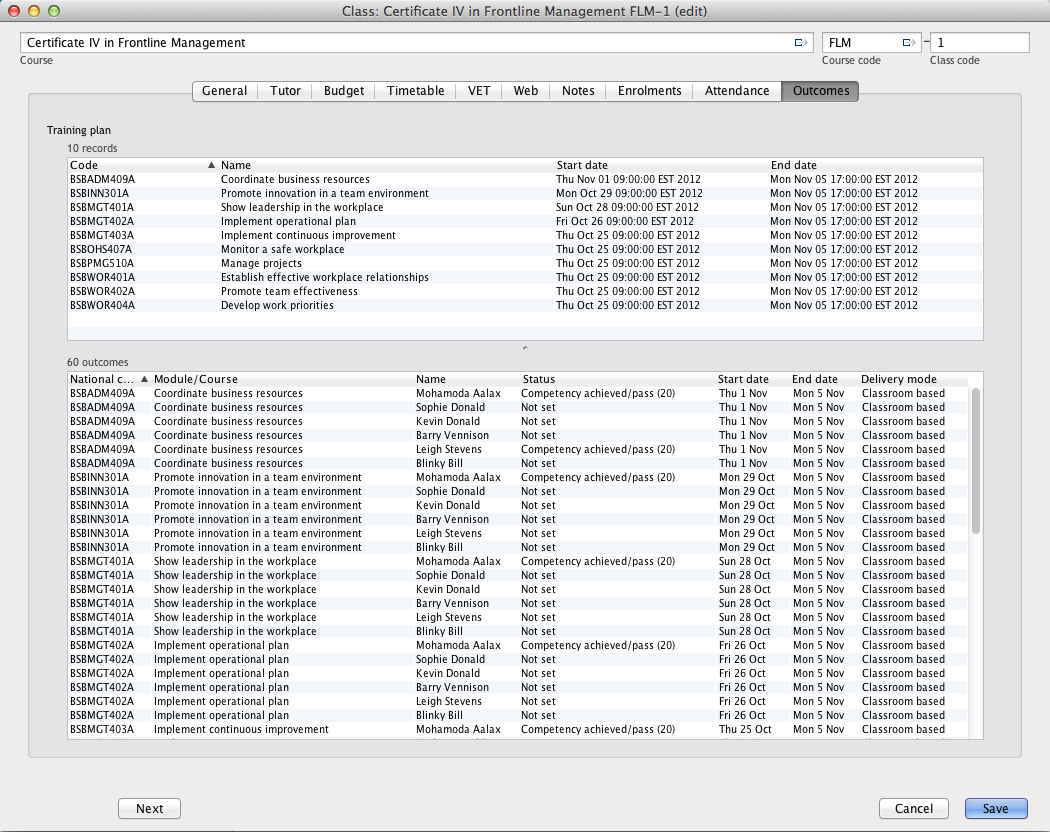 Class: Certificate IV in Frontline Management FLM-1 (edit)
Certificate IV in Frontline Management FLM - 1
Course Course code Class code
General Tutor Budget Timetable VET Web Notes Enrolments Attendance Outcomes
Training plan
10 records
Code Name Start date End date
BSBADM409A Coordinate business resources Thu Nov 01 09:00:00 EST 2012 Mon Nov 05 17:00:00 EST 2012
BSBINN301A Promote innovation in a team environment Mon Oct 29 09:00:00 EST 2012 Mon Nov 05 17:00:00 EST 2012
BSBMGT401A Show leadership in the workplace Sun Oct 28 09:00:00 EST 2012 Mon Nov 05 17:00:00 EST 2012
BSBMGT402A Implement operational plan Fri Oct 26 09:00:00 EST 2012 Mon Nov 05 17:00:00 EST 2012
BSBMGT403A Implement continuous improvement Thu Oct 25 09:00:00 EST 2012 Mon Nov 05 17:00:00 EST 2012
BSBOHS407A Monitor a safe workplace Thu Oct 25 09:00:00 EST 2012 Mon Nov 05 17:00:00 EST 2012
BSBPMG510A Manage projects Thu Oct 25 09:00:00 EST 2012 Mon Nov 05 17:00:00 EST 2012
BSBWOR401A Establish effective workplace relationships Thu Oct 25 09:00:00 EST 2012 Mon Nov 05 17:00:00 EST 2012
BSBWOR402A Promote team effectiveness Thu Oct 25 09:00:00 EST 2012 Mon Nov 05 17:00:00 EST 2012
BSBWOR404A Develop work priorities Thu Oct 25 09:00:00 EST 2012 Mon Nov 05 17:00:00 EST 2012
60 outcomes
National c... Module/Course Name Status Start date End date Delivery mode
BSBADM409A Coordinate business resources Mohamoda Aalax Competency achieved/pass (20) Thu 1 Nov Mon 5 Nov Classroom based
BSBADM409A Coordinate business resources Sophie Donald Not set Thu 1 Nov Mon 5 Nov Classroom based
BSBADM409A Coordinate business resources Kevin Donald Not set Thu 1 Nov Mon 5 Nov Classroom based
BSBADM409A Coordinate business resources Barry Vennison Not set Thu 1 Nov Mon 5 Nov Classroom based
BSBADM409A Coordinate business resources Leigh Stevens Competency achieved/pass (20) Thu 1 Nov Mon 5 Nov Classroom based
BSBADM409A Coordinate business resources Blinky Bill Not set Thu 1 Nov Mon 5 Nov Classroom based
BSBINN301A Promote innovation in a team environment Mohamoda Aalax Competency achieved/pass (20) Mon 29 Oct Mon 5 Nov Classroom based
BSBINN301A Promote innovation in a team environment Sophie Donald Not set Mon 29 Oct Mon 5 Nov Classroom based
BSBINN301A Promote innovation in a team environment Kevin Donald Not set Mon 29 Oct Mon 5 Nov Classroom based
BSBINN301A Promote innovation in a team environment Barry Vennison Not set Mon 29 Oct Mon 5 Nov Classroom based
BSBINN301A Promote innovation in a team environment Leigh Stevens Not set Mon 29 Oct Mon 5 Nov Classroom based
BSBINN301A Promote innovation in a team environment Blinky Bill Not set Mon 29 Oct Mon 5 Nov Classroom based
BSBMGT401A Show leadership in the workplace Mohamoda Aalax Competency achieved/pass (20) Sun 28 Oct Mon 5 Nov Classroom based
BSBMGT401A Show leadership in the workplace Sophie Donald Not set Sun 28 Oct Mon 5 Nov Classroom based
BSBMGT401A Show leadership in the workplace Kevin Donald Not set Sun 28 Oct Mon 5 Nov Classroom based
BSBMGT401A Show leadership in the workplace Barry Vennison Not set Sun 28 Oct Mon 5 Nov Classroom based
BSBMGT401A Show leadership in the workplace Leigh Stevens Not set Sun 28 Oct Mon 5 Nov Classroom based
BSBMGT401A Show leadership in the workplace Blinky Bill Not set Sun 28 Oct Mon 5 Nov Classroom based
BSBMGT402A Implement operational plan Mohamoda Aalax Competency achieved/pass (20) Fri 26 Oct Mon 5 Nov Classroom based
BSBMGT402A Implement operational plan Sophie Donald Not set Fri 26 Oct Mon 5 Nov Classroom based
BSBMGT402A Implement operational plan Kevin Donald Not set Fri 26 Oct Mon 5 Nov Classroom based
BSBMGT402A Implement operational plan Barry Vennison Not set Fri 26 Oct Mon 5 Nov Classroom based
BSBMGT402A Implement operational plan Leigh Stevens Not set Fri 26 Oct Mon 5 Nov Classroom based
BSBMGT402A Implement operational plan Blinky Bill Not set Fri 26 Oct Mon 5 Nov Classroom based
BSBMGT403A Implement continuous improvement Mohamoda Aalax Competency achieved/pass (20) Thu 25 Oct Mon 5 Nov Classroom based
Next Cancel Save